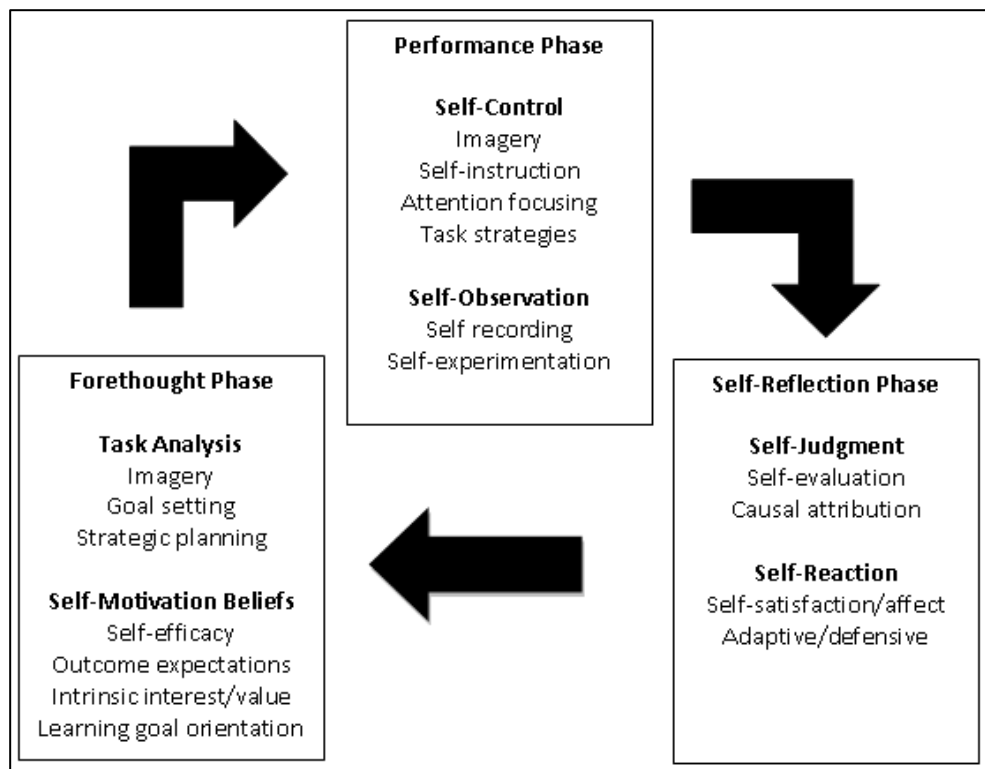 Performance Phase
Self-Control
Imagery
Self-instruction
Attention focusing
Task strategies
Self-Observation
Self recording
Self-experimentation
Forethought Phase
Task Analysis
Imagery
Goal setting
Strategic planning
Self-Motivation Beliefs
Self-efficacy
Outcome expectations
Intrinsic interest/value
Learning goal orientation
Self-Reflection Phase
Self-Judgment
Self-evaluation
Causal attribution
Self-Reaction
Self-satisfaction/affect
Adaptive/defensive